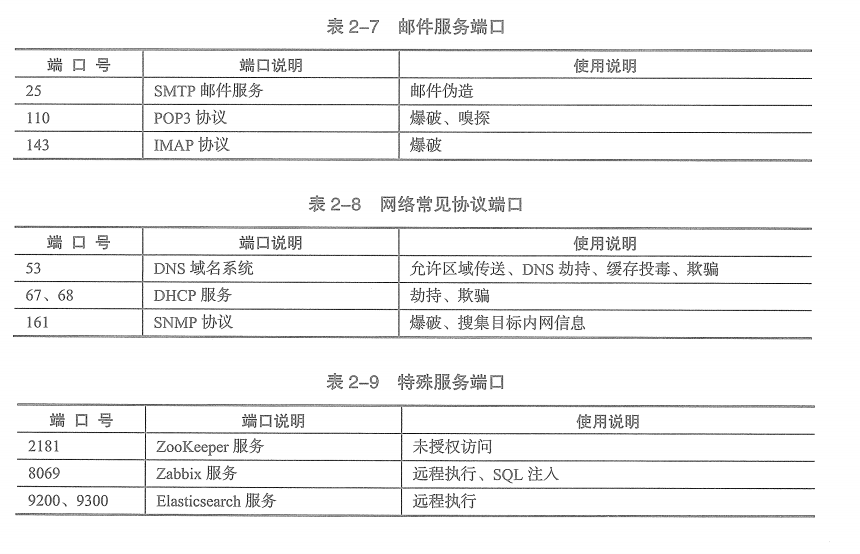 表 2-7 邮件服务端口
端 口 号 端口说明 使用说明
25 SMTP 邮件服务 邮件伪造
110 POP3 协议 爆破、嗅探
143 IMAP 协议 爆破
表 2-8 网络常见协议端口
端 口 号 端口说明 使用说明
53 DNS 域名系统 允许区域传送、DNS 劫持、缓存投毒、欺骗
67、68 DHCP 服务 劫持、欺骗
161 SNMP 协议 爆破、搜集目标内网信息
表 2-9 特殊服务端口
端 口 号 端口说明 使用说明
2181 ZooKeeper 服务 未授权访问
8069 Zabbix 服务 远程执行、SQL 注入
9200、9300 Elasticsearch 服务 远程执行